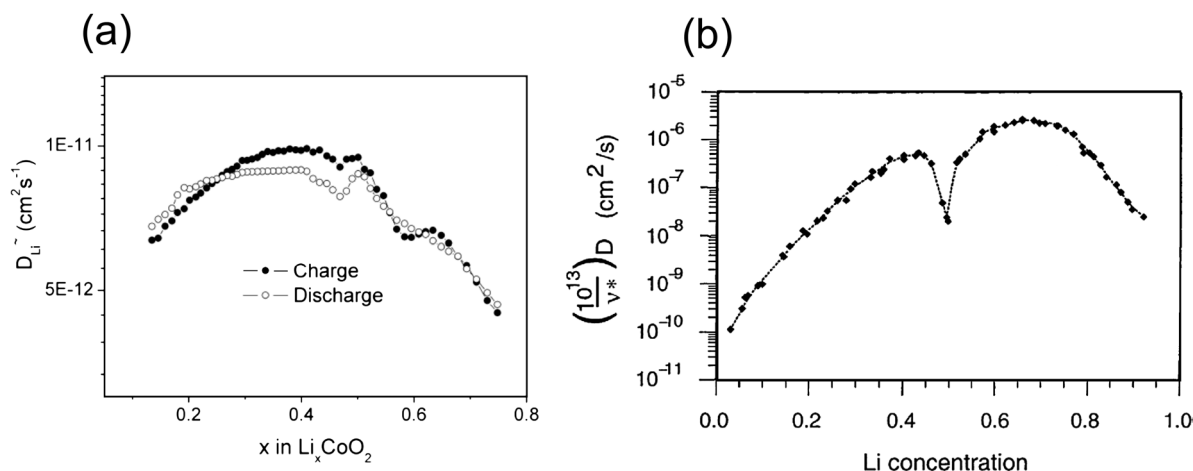 (a)
1E-11
5E-12
D_Li~ (cm²s⁻¹)
Charge
Discharge
0.2 0.4 0.6 0.8
x in LiₓCoO₂
(b)
10⁻⁵
10⁻⁶
10⁻⁷
10⁻⁸
10⁻⁹
10⁻¹⁰
10⁻¹¹
(10¹³/ν*) D (cm²/s)
0.0 0.2 0.4 0.6 0.8 1.0
Li concentration